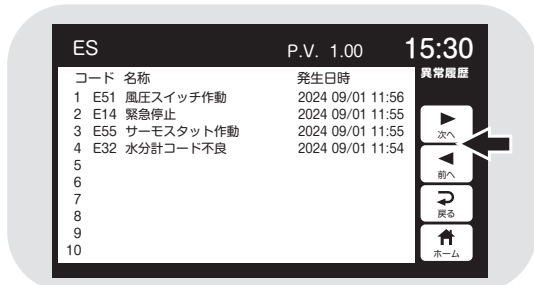 ES P.V. 1.00 15:30
異常履歴
コード 名称 発生日時
1 E51 風圧スイッチ作動 2024 09/01 11:56
2 E14 緊急停止 2024 09/01 11:55
3 E55 サーモスタット作動 2024 09/01 11:55
4 E32 水分計コード不良 2024 09/01 11:54
5
6
7
8
9
10
次へ
前へ
戻る
ホーム